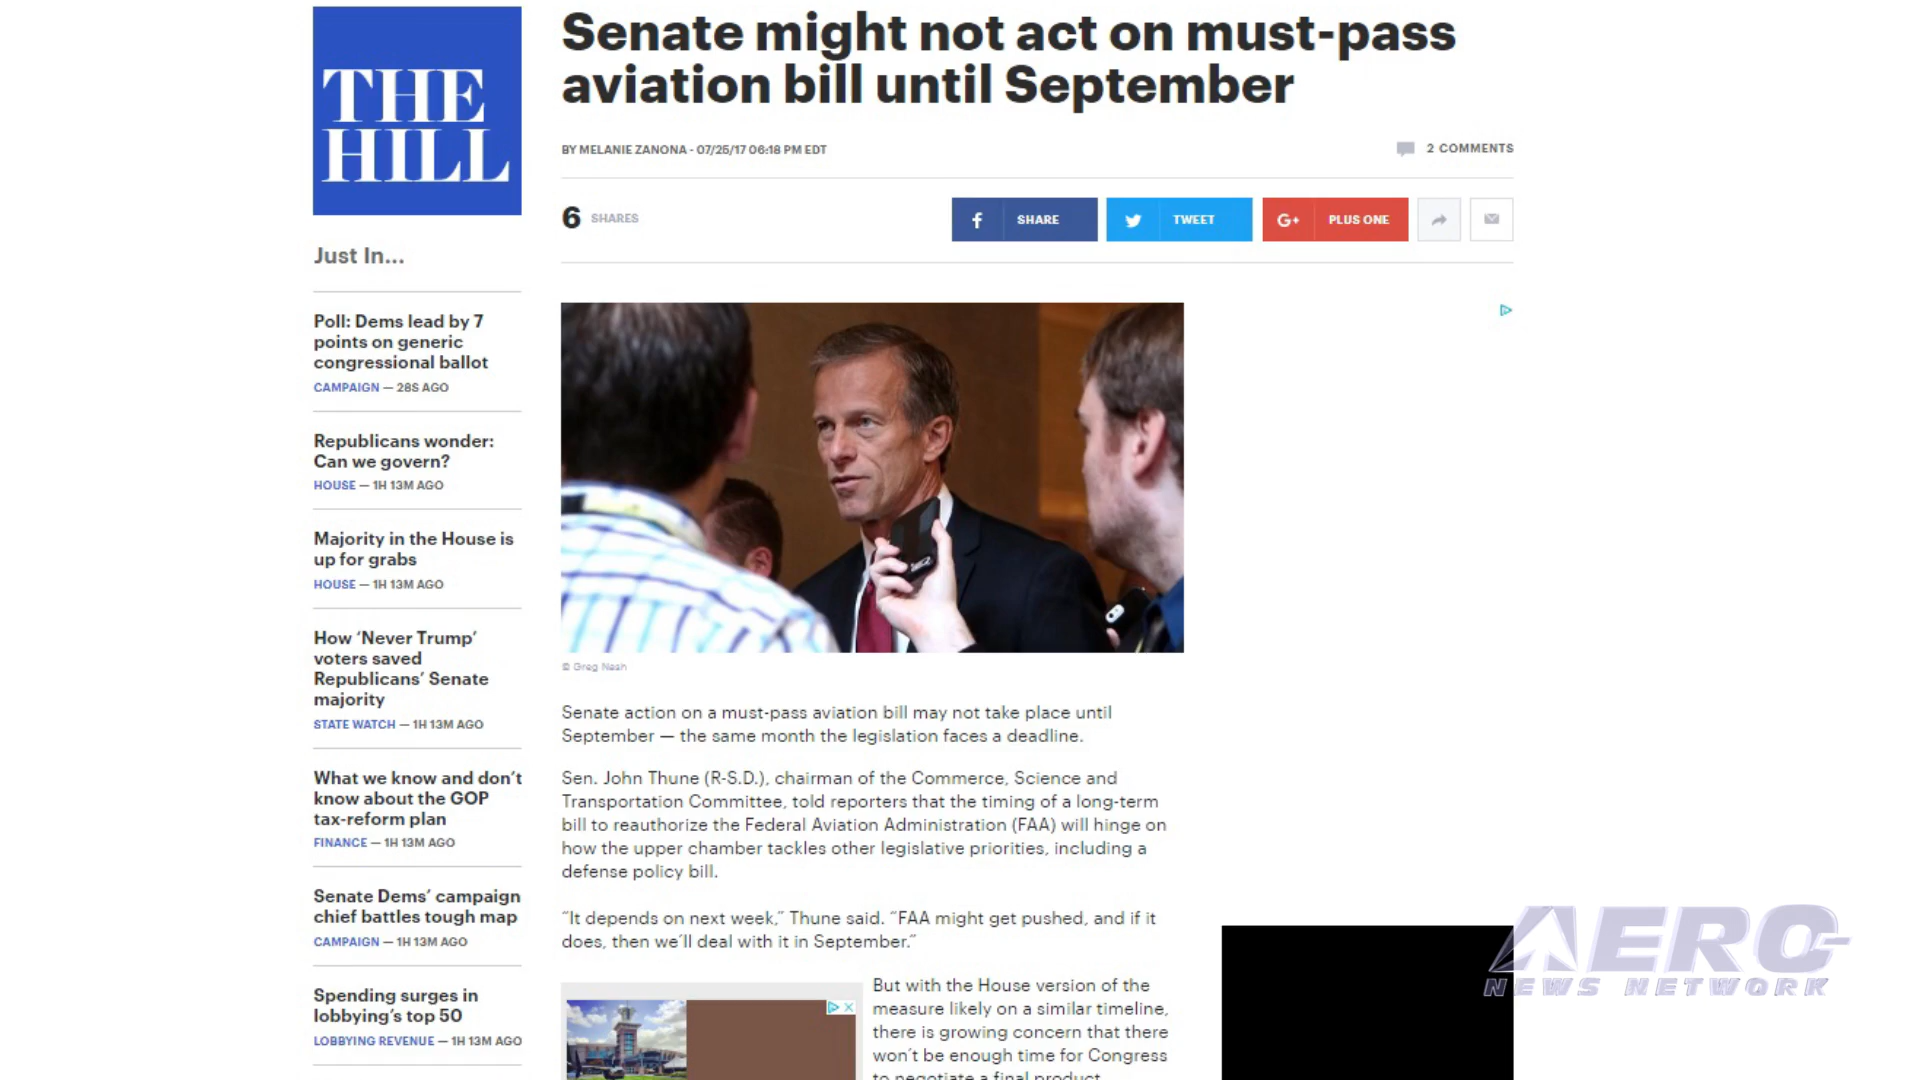 THE
HILL
Senate might not act on must-pass
aviation bill until September
BY MELANIE ZANONA - 07/25/17 06:18 PM EDT
2 COMMENTS
6 SHARES
SHARE
TWEET
G+ PLUS ONE
Just In...
Poll: Dems lead by 7
points on generic
congressional ballot
CAMPAIGN — 28S AGO
Republicans wonder:
Can we govern?
HOUSE — 1H 13M AGO
Majority in the House is
up for grabs
HOUSE — 1H 13M AGO
How ‘Never Trump’
voters saved
Republicans’ Senate
majority
STATE WATCH — 1H 13M AGO
What we know and don’t
know about the GOP
tax-reform plan
FINANCE — 1H 13M AGO
Senate Dems’ campaign
chief battles tough map
CAMPAIGN — 1H 13M AGO
Spending surges in
lobbying’s top 50
LOBBYING REVENUE — 1H 13M AGO
© Greg Nash
Senate action on a must-pass aviation bill may not take place until
September — the same month the legislation faces a deadline.
Sen. John Thune (R-S.D.), chairman of the Commerce, Science and
Transportation Committee, told reporters that the timing of a long-term
bill to reauthorize the Federal Aviation Administration (FAA) will hinge on
how the upper chamber tackles other legislative priorities, including a
defense policy bill.
“It depends on next week,” Thune said. “FAA might get pushed, and if it
does, then we’ll deal with it in September.”
But with the House version of the
measure likely on a similar timeline,
there is growing concern that there
won’t be enough time for Congress
to negotiate a final product
AERO
NEWS NETWORK